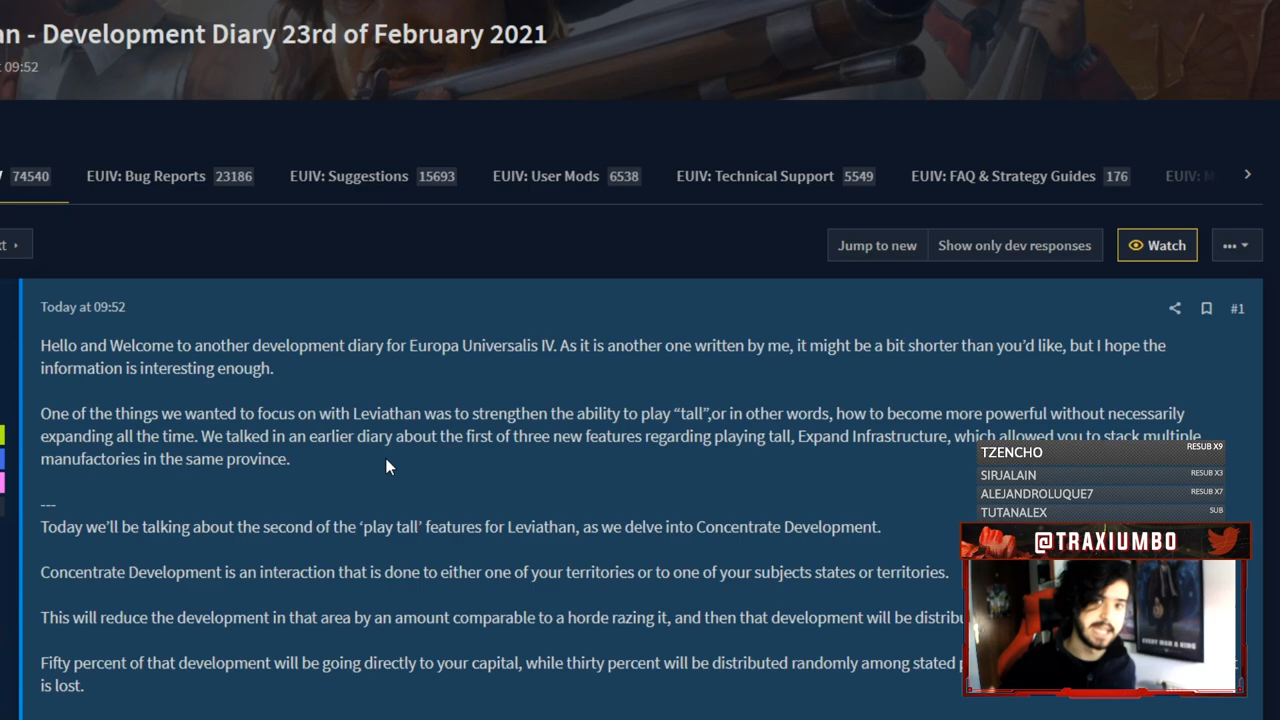 an - Development Diary 23rd of February 2021
09:52
74540 EUIV: Bug Reports 23186 EUIV: Suggestions 15693 EUIV: User Mods 6538 EUIV: Technical Support 5549 EUIV: FAQ & Strategy Guides 176 EUIV:
Jump to new Show only dev responses Watch
Today at 09:52 #1
Hello and Welcome to another development diary for Europa Universalis IV. As it is another one written by me, it might be a bit shorter than you’d like, but I hope the
information is interesting enough.
One of the things we wanted to focus on with Leviathan was to strengthen the ability to play “tall”,or in other words, how to become more powerful without necessarily
expanding all the time. We talked in an earlier diary about the first of three new features regarding playing tall, Expand Infrastructure, which allowed you to stack multiple
manufactories in the same province.
---
Today we’ll be talking about the second of the ‘play tall’ features for Leviathan, as we delve into Concentrate Development.
Concentrate Development is an interaction that is done to either one of your territories or to one of your subjects states or territories.
This will reduce the development in that area by an amount comparable to a horde razing it, and then that development will be distribu
Fifty percent of that development will be going directly to your capital, while thirty percent will be distributed randomly among stated
is lost.
TZENCHO RESUB X9
SIRJALAIN RESUB X3
ALEJANDROLUQUE7 RESUB X7
TUTANALEX SUB
@TRAXIUMBO
EVERY MAN A KING